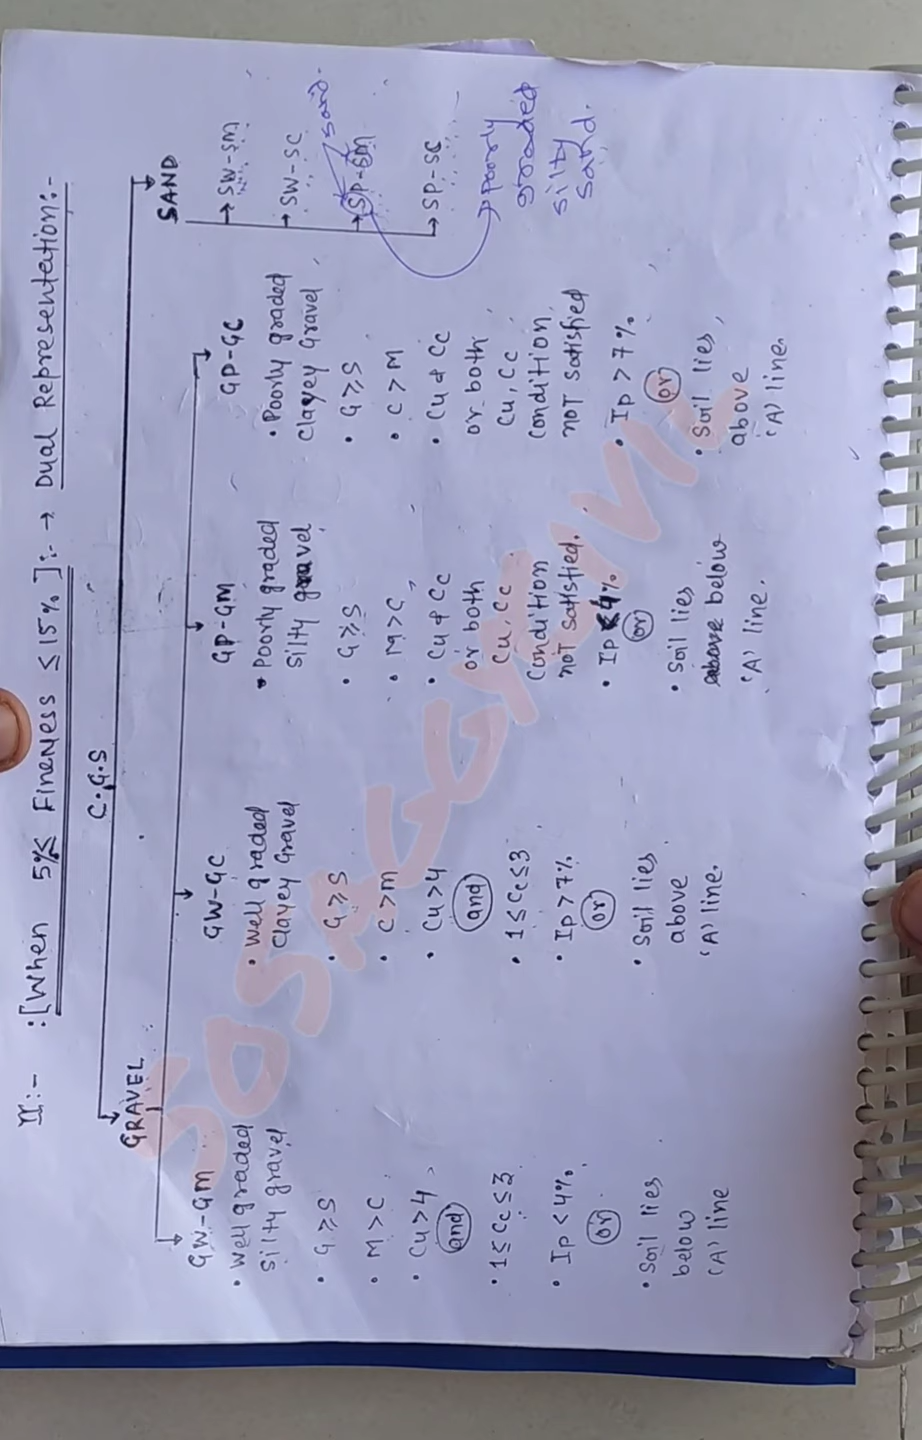 II:- :[When 5%≤ Fineness ≤15%]:- → Dual Representation:-
C.G.S
GRAVEL
SAND
GW-GM
• Well graded
Silty gravel
• G≥S
• M>C,
• Cu>4
and
• 1≤Cc≤3
• Ip<4%,
or
• Soil lies
below
'A' line
GW-GC
• Well graded
Clayey Gravel
• G≥S
• C>M
• Cu>4
and
• 1≤Cc≤3
• Ip>7%
or
• Soil lies
above
'A' line.
GP-GM
• Poorly graded
Silty gravel
• G≥S
• M>C,
• Cu & Cc
or both
Cu, Cc
Condition
not satisfied.
• Ip<4%
or
• Soil lies
below
'A' line.
GP-GC
• Poorly graded
Clayey Gravel,
• G≥S
• C>M
• Cu & Cc
or both
Cu, Cc
Condition
not satisfied
• Ip>7%
or
• Soil lies,
above
'A' line.
SW-SM
SW-SC
SP-SM
SP-SC
sand.
Poorly
graded
silty
sand.
SOSAGGKCIVIL